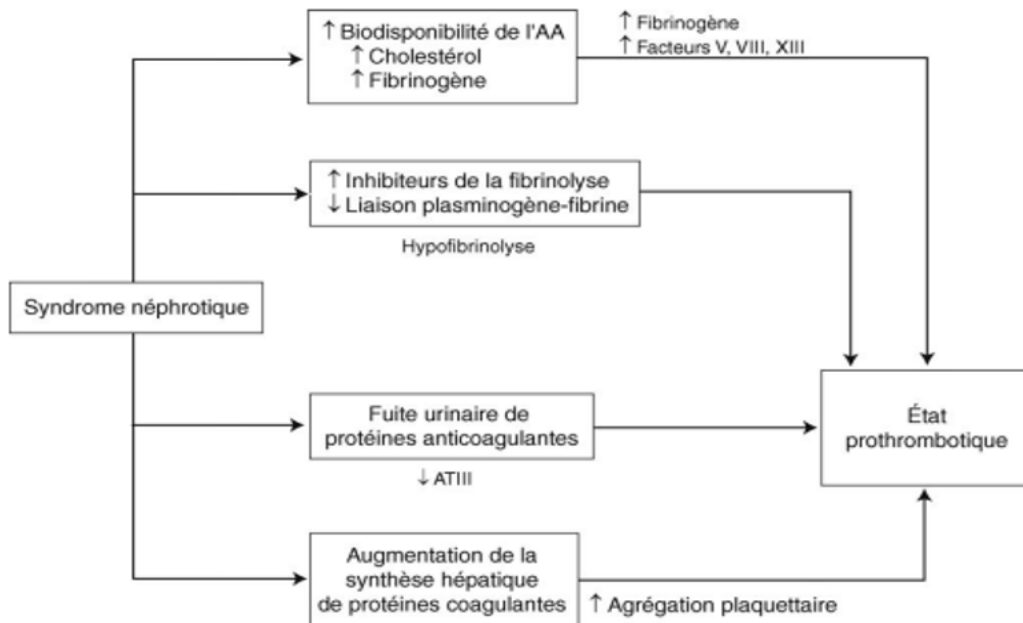 ↑ Biodisponibilité de l'AA
↑ Cholestérol
↑ Fibrinogène
↑ Fibrinogène
↑ Facteurs V, VIII, XIII
↑ Inhibiteurs de la fibrinolyse
↓ Liaison plasminogène-fibrine
Hypofibrinolyse
Syndrome néphrotique
Fuite urinaire de
protéines anticoagulantes
↓ ATIII
État
prothrombotique
Augmentation de la
synthèse hépatique
de protéines coagulantes
↑ Agrégation plaquettaire